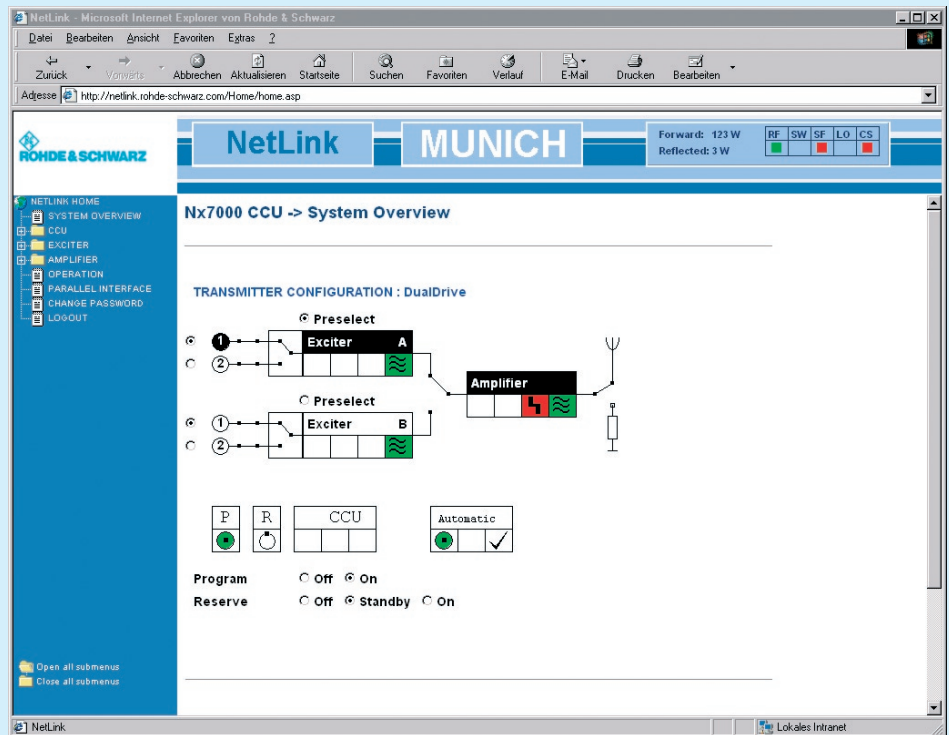 NetLink - Microsoft Internet Explorer von Rohde & Schwarz
Datei Bearbeiten Ansicht Favoriten Extras ?
Zurück Vorwärts Abbrechen Aktualisieren Startseite Suchen Favoriten Verlauf E-Mail Drucken Bearbeiten
Adresse http://netlink.rohde-schwarz.com/Home/home.asp
ROHDE & SCHWARZ
NetLink MUNICH
Forward: 123 W
Reflected: 3 W
RF SW SF LO CS
NETLINK HOME
SYSTEM OVERVIEW
CCU
EXCITER
AMPLIFIER
OPERATION
PARALLEL INTERFACE
CHANGE PASSWORD
LOGOUT
Open all submenus
Close all submenus
Nx7000 CCU -> System Overview
TRANSMITTER CONFIGURATION : DualDrive
Preselect
1 Exciter A
2
Amplifier
Preselect
1 Exciter B
2
P R CCU Automatic
Program Off On
Reserve Off Standby On
NetLink Lokales Intranet